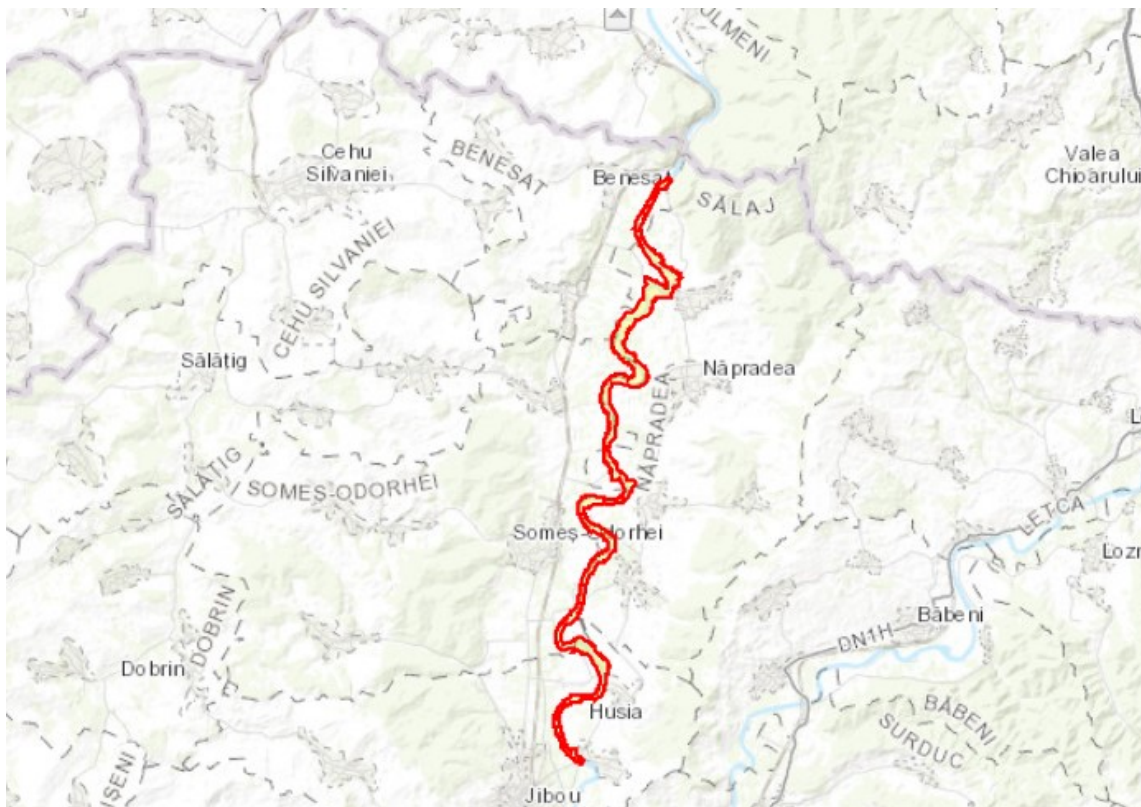 ULMENI
Cehu
Silvaniei
BENESAT
Benesat
Valea
Chioarului
SĂLAJ
CEHU SILVANIEI
Sălățig
Năpradea
NĂPRADEA
SĂLĂȚIG
SOMEȘ-ODORHEI
Someș-Odorhei
LETCA
Lozn
DOBRIN
Băbeni
DN1H
Dobrin
Husia
BĂBENI
SURDUC
IȘENI
Jibou